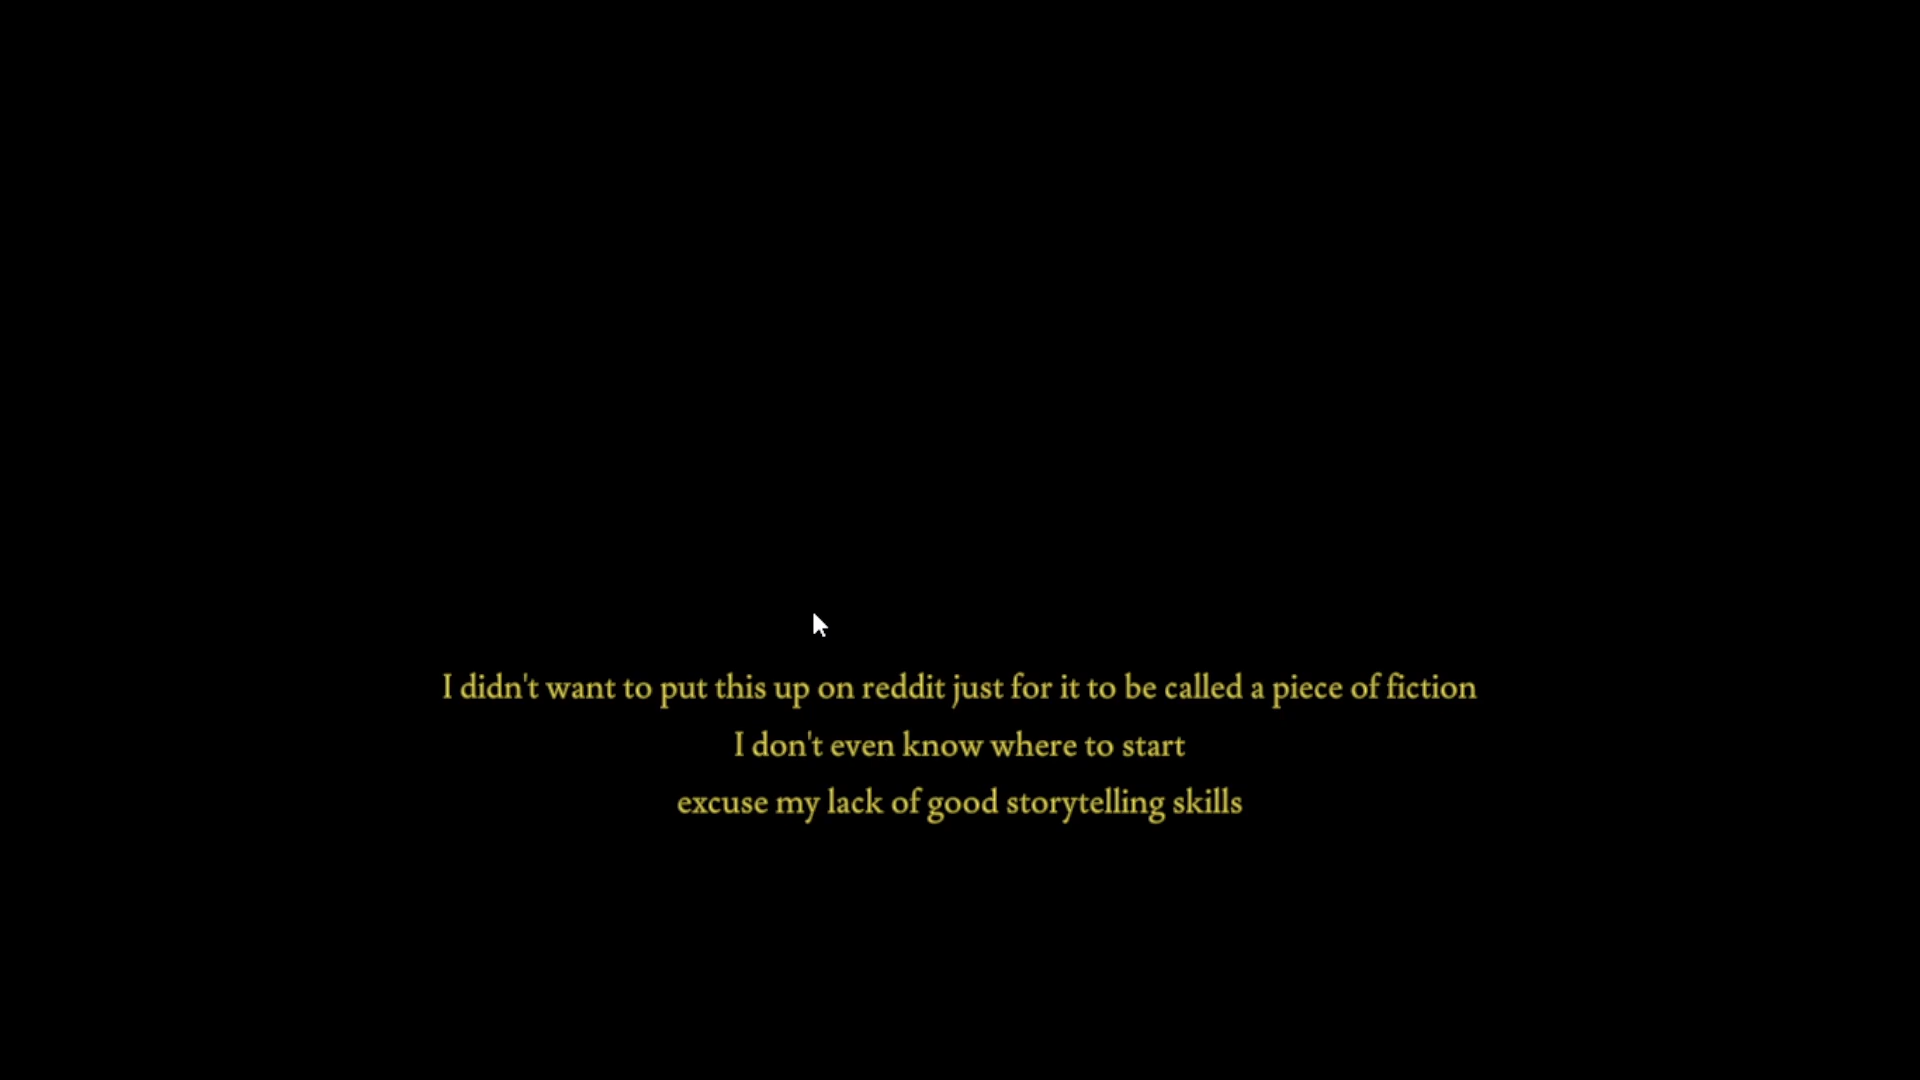 I didn't want to put this up on reddit just for it to be called a piece of fiction
I don't even know where to start
excuse my lack of good storytelling skills